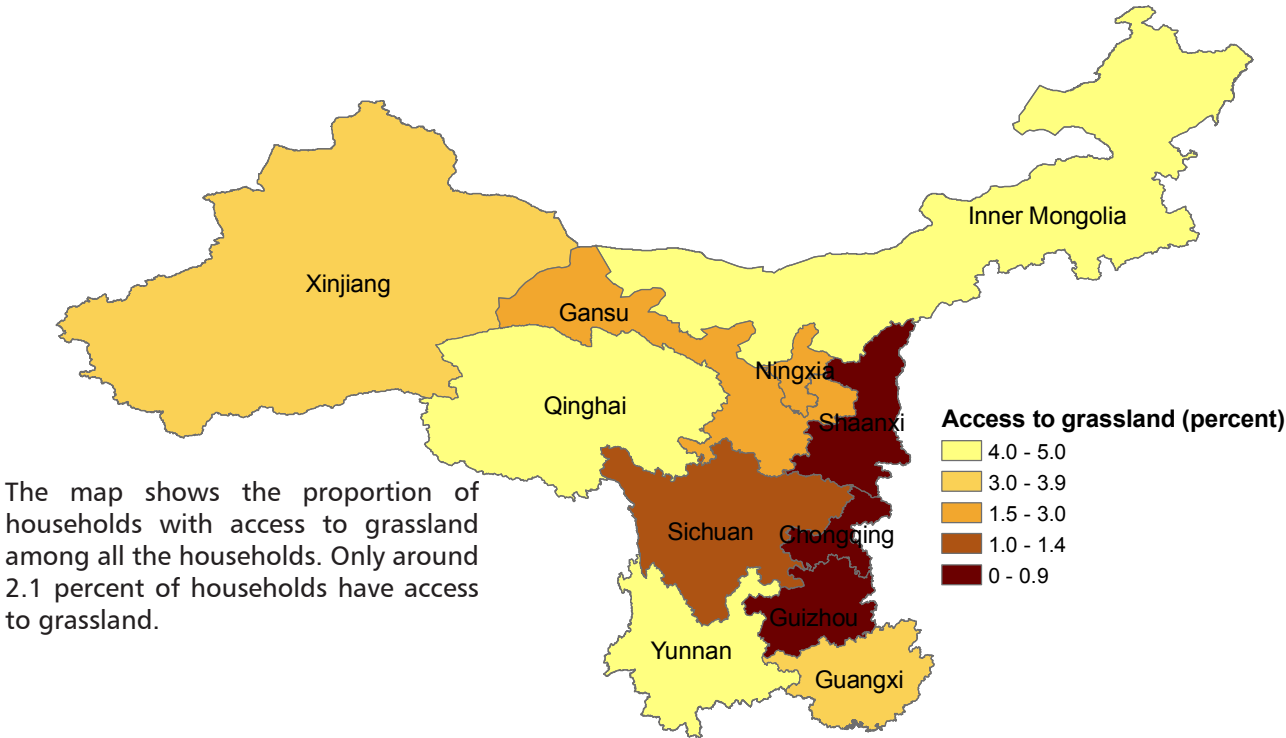 Inner Mongolia
Xinjiang
Gansu
Ningxia
Qinghai
Shaanxi
Access to grassland (percent)
4.0 - 5.0
3.0 - 3.9
1.5 - 3.0
1.0 - 1.4
0 - 0.9
The map shows the proportion of
households with access to grassland
among all the households. Only around
2.1 percent of households have access
to grassland.
Sichuan
Chongqing
Guizhou
Yunnan
Guangxi